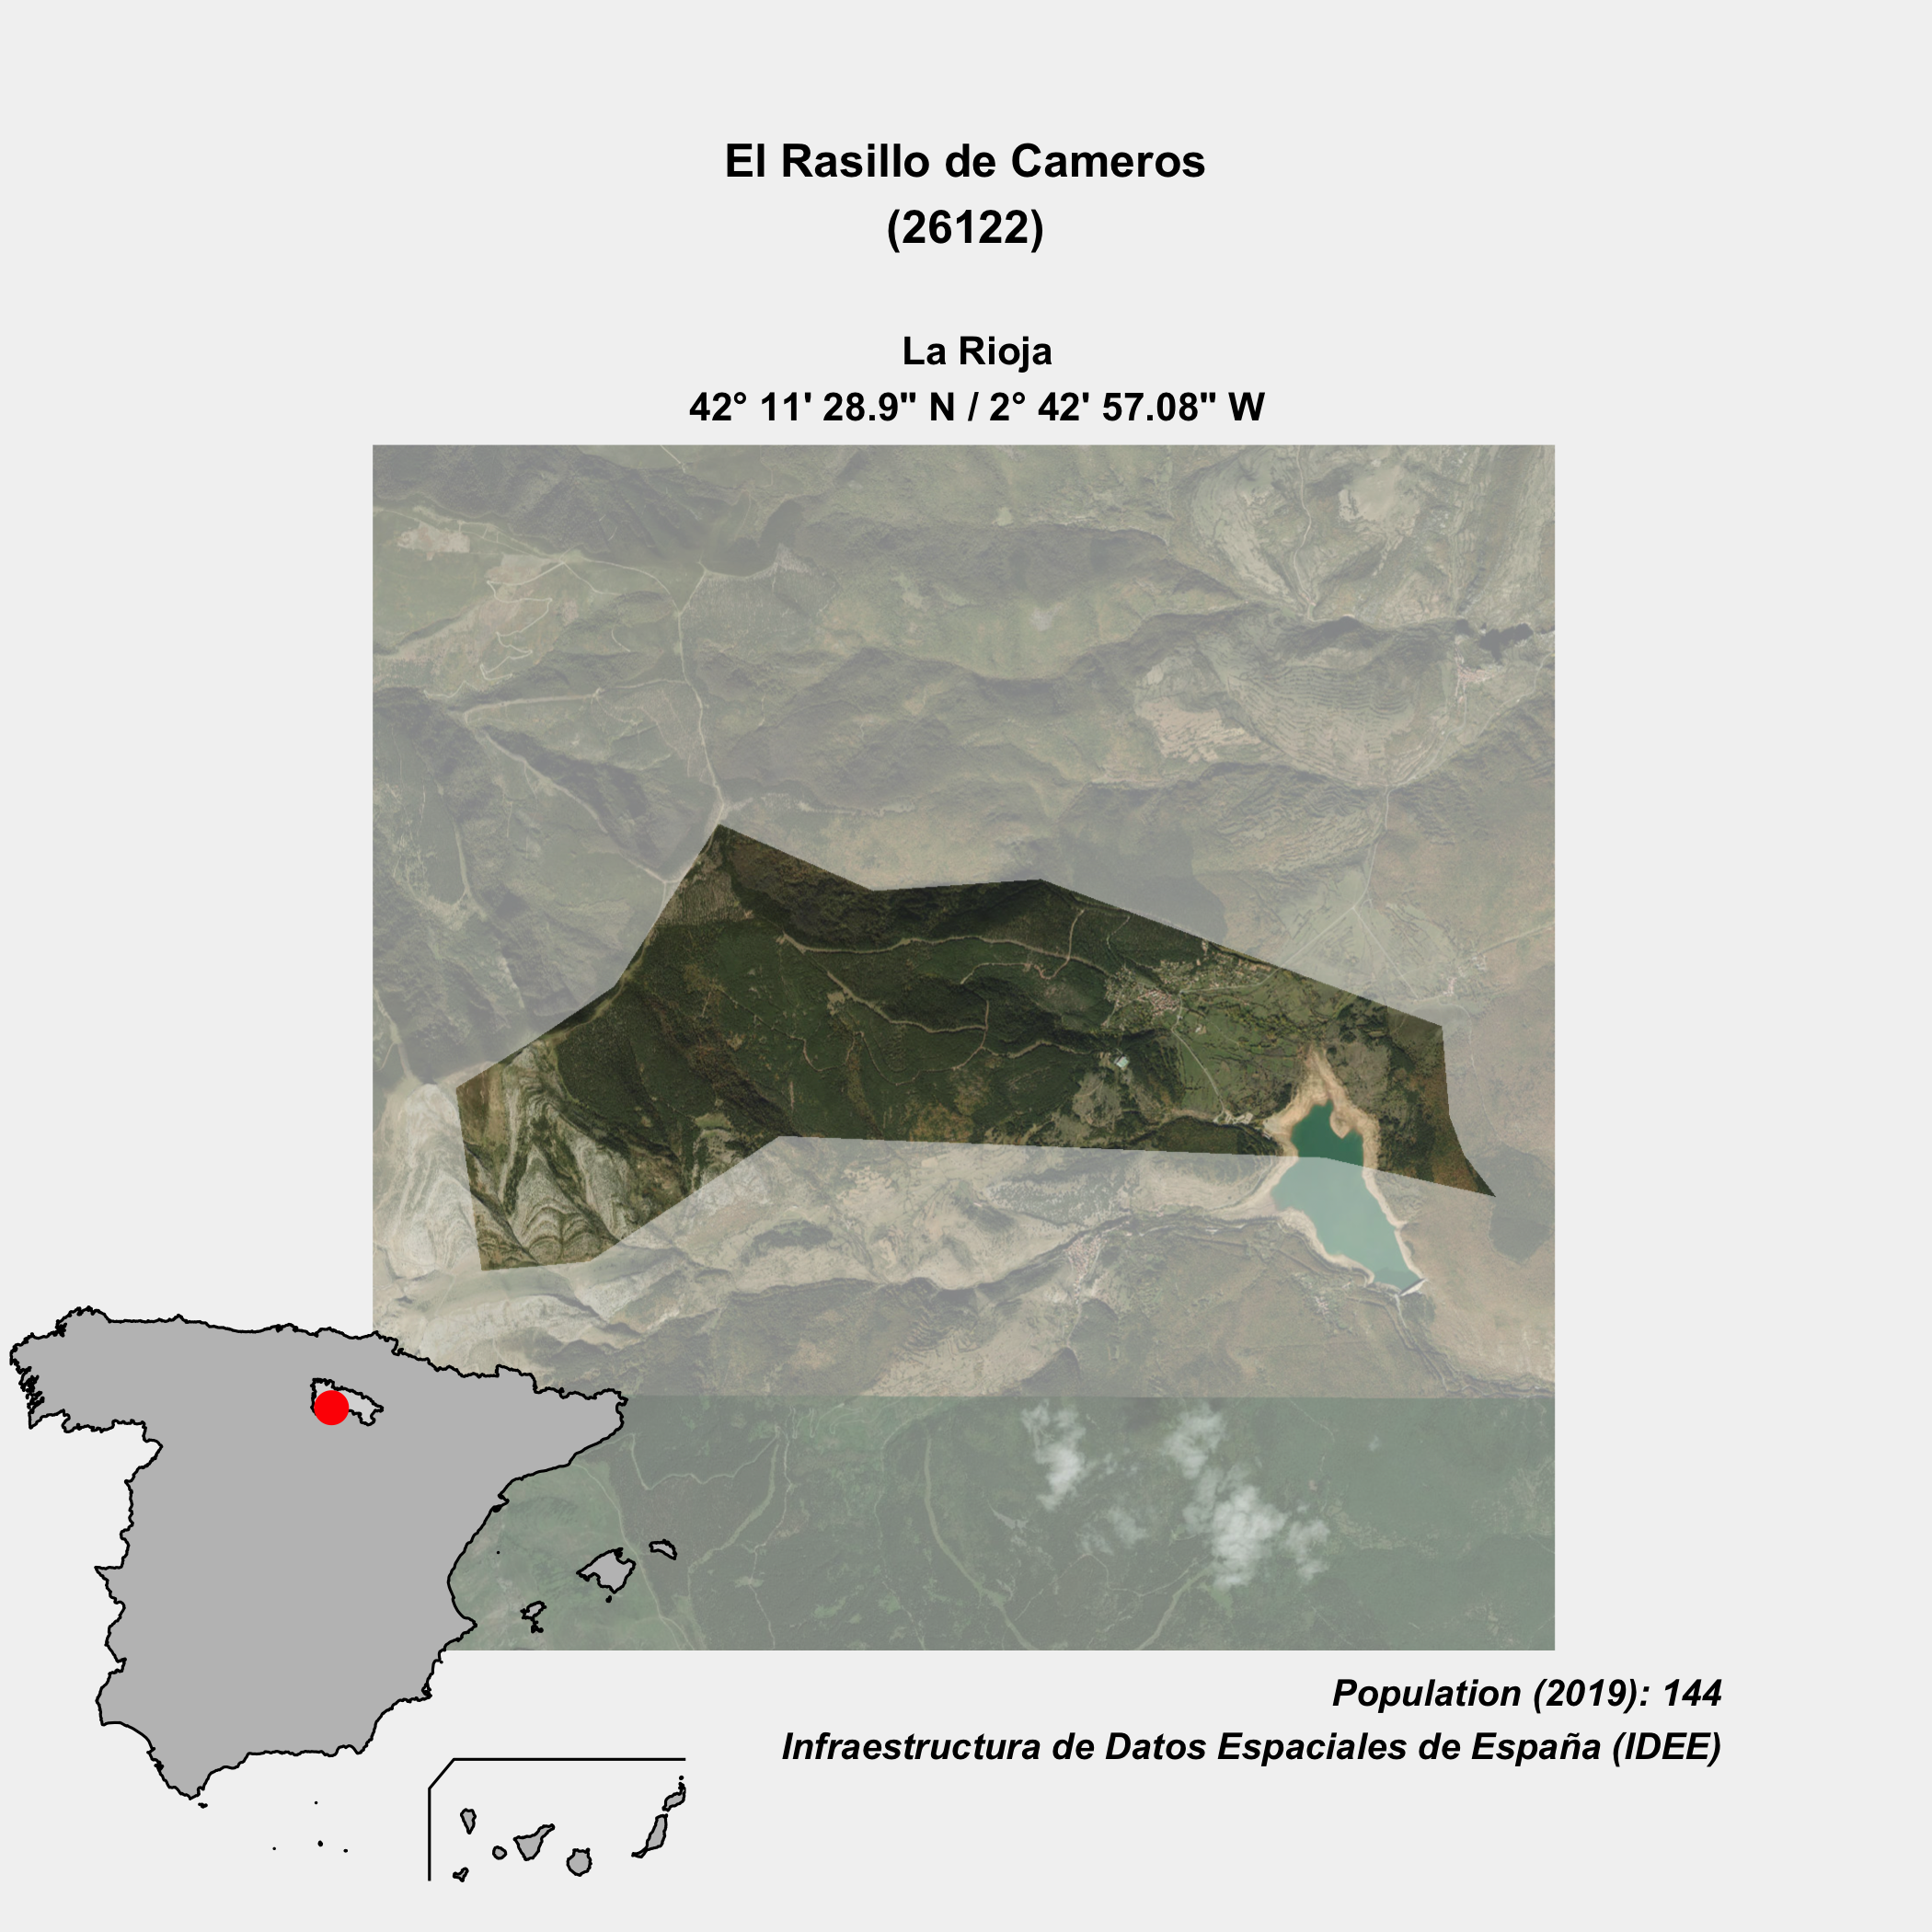 El Rasillo de Cameros
(26122)
La Rioja
42° 11' 28.9" N / 2° 42' 57.08" W
Population (2019): 144
Infraestructura de Datos Espaciales de España (IDEE)